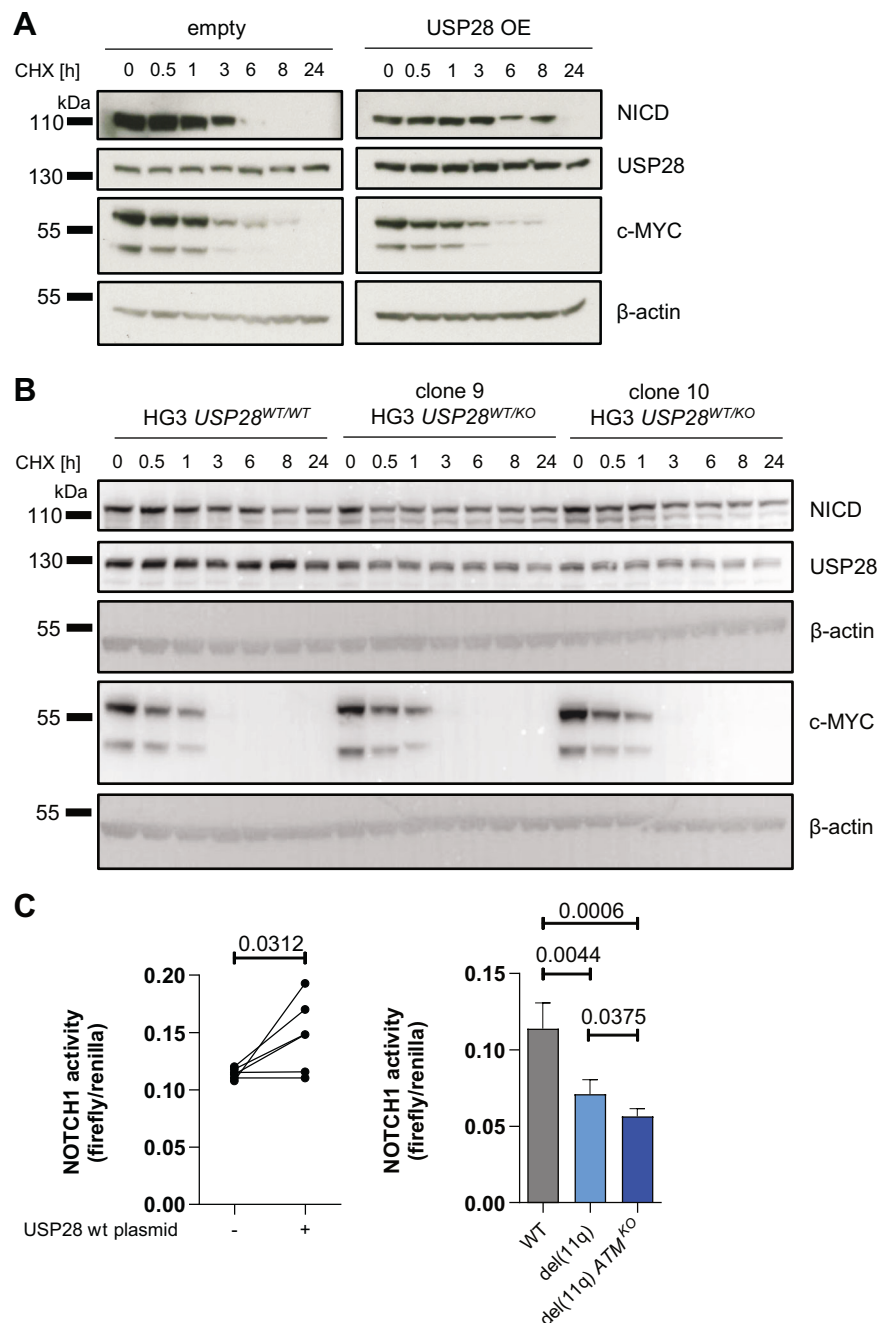 A
empty USP28 OE
CHX [h] 0 0.5 1 3 6 8 24 0 0.5 1 3 6 8 24
kDa
110 NICD
130 USP28
55 c-MYC
55 β-actin
B
clone 9 clone 10
HG3 USP28WT/WT HG3 USP28WT/KO HG3 USP28WT/KO
CHX [h] 0 0.5 1 3 6 8 24 0 0.5 1 3 6 8 24 0 0.5 1 3 6 8 24
kDa
110 NICD
130 USP28
55 β-actin
55 c-MYC
55 β-actin
C
0.0312
0.20
0.15
0.10
0.05
0.00
NOTCH1 activity
(firefly/renilla)
USP28 wt plasmid - +
0.0006
0.0044
0.0375
0.15
0.10
0.05
0.00
NOTCH1 activity
(firefly/renilla)
WT
del(11q)
del(11q) ATMKO